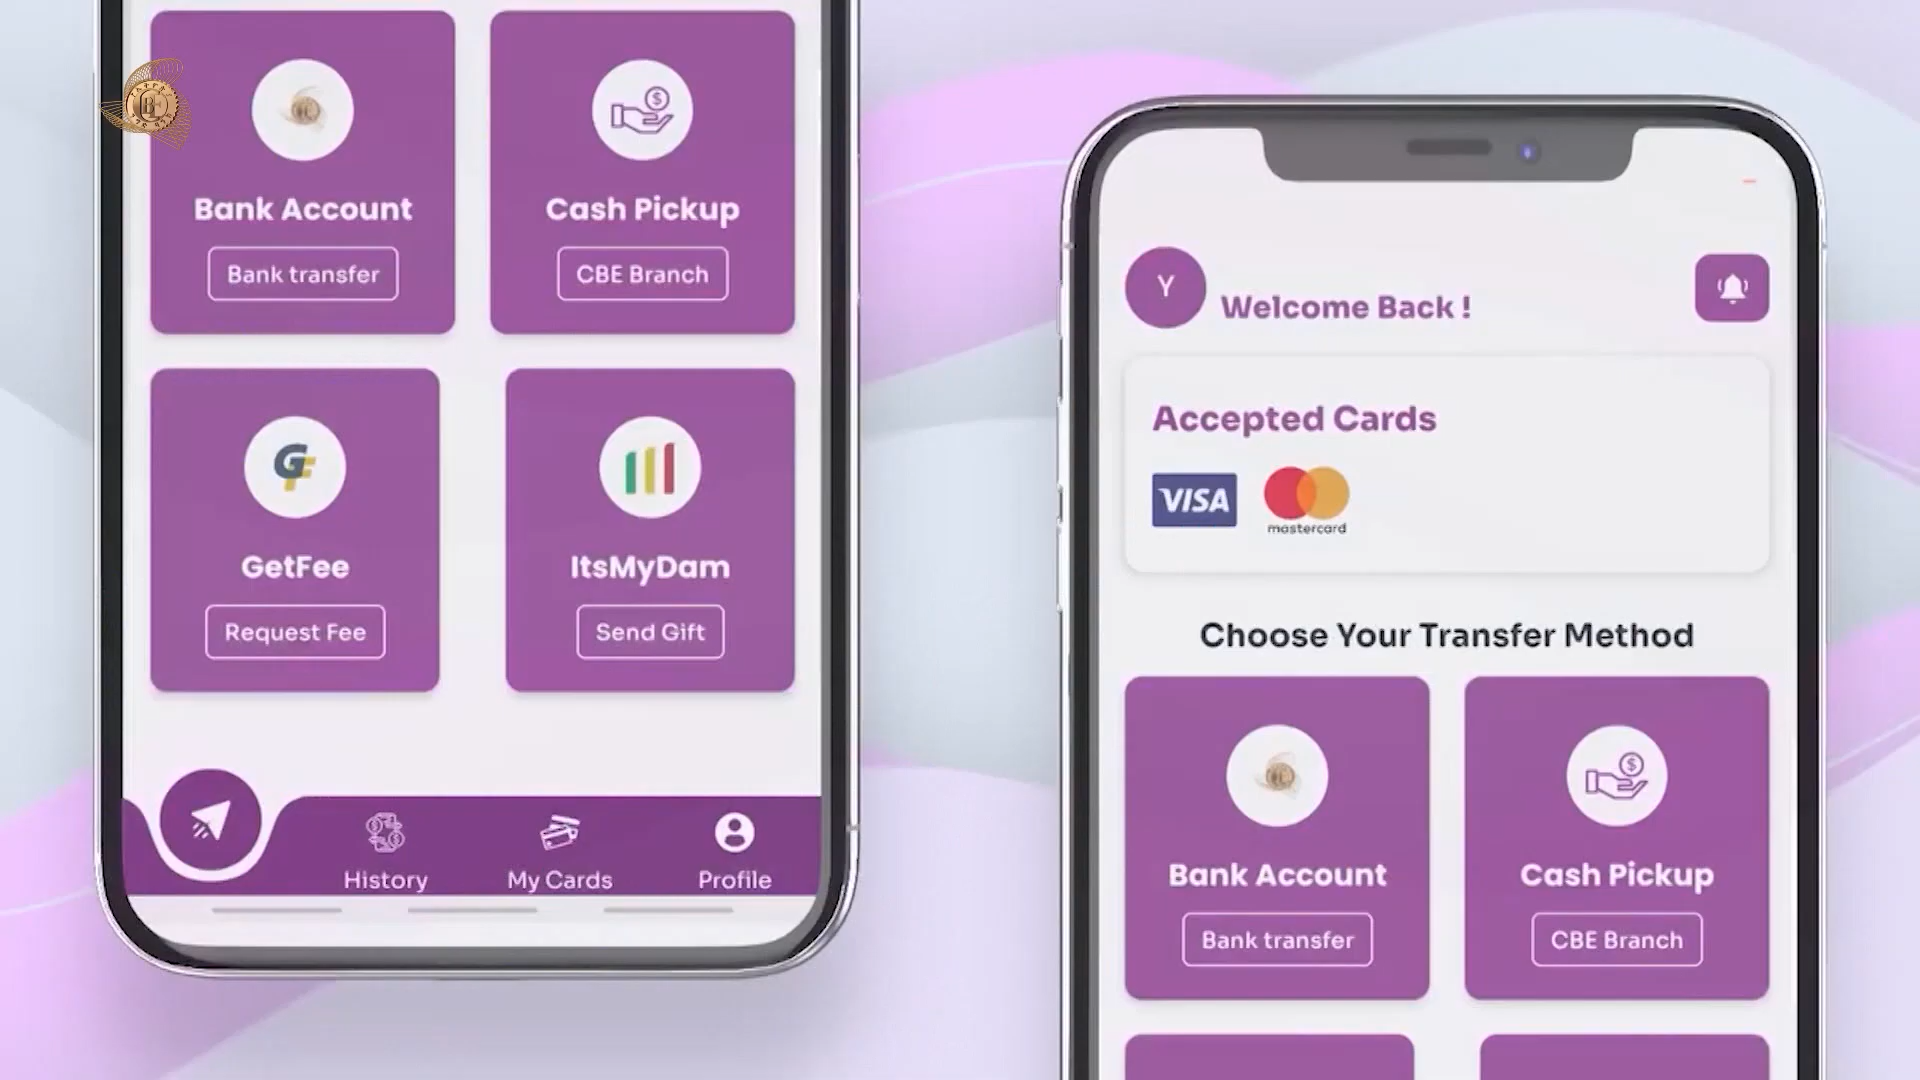 Bank Account
Bank transfer
Cash Pickup
CBE Branch
GF
GetFee
Request Fee
ItsMyDam
Send Gift
History
My Cards
Profile
Y
Welcome Back !
Accepted Cards
VISA
mastercard
Choose Your Transfer Method
Bank Account
Bank transfer
Cash Pickup
CBE Branch